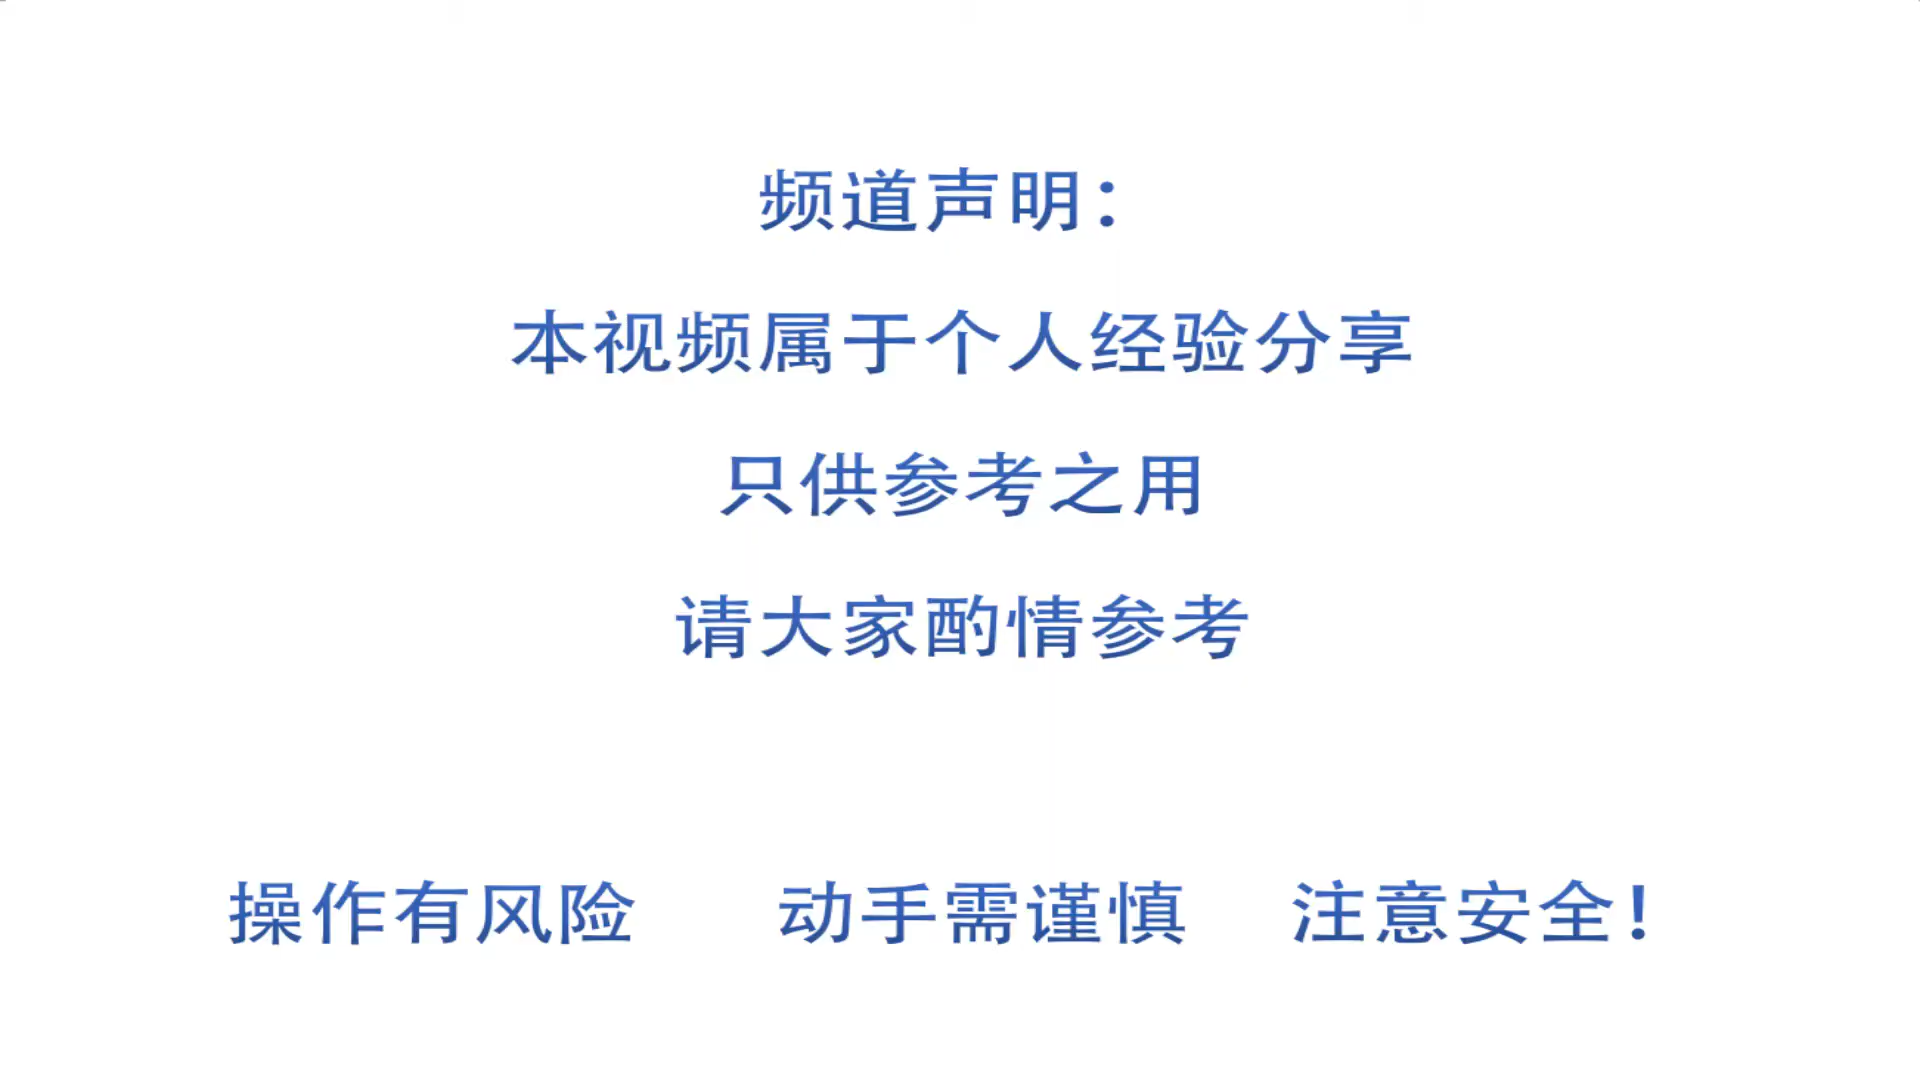 频道声明：
本视频属于个人经验分享
只供参考之用
请大家酌情参考
操作有风险 动手需谨慎 注意安全！